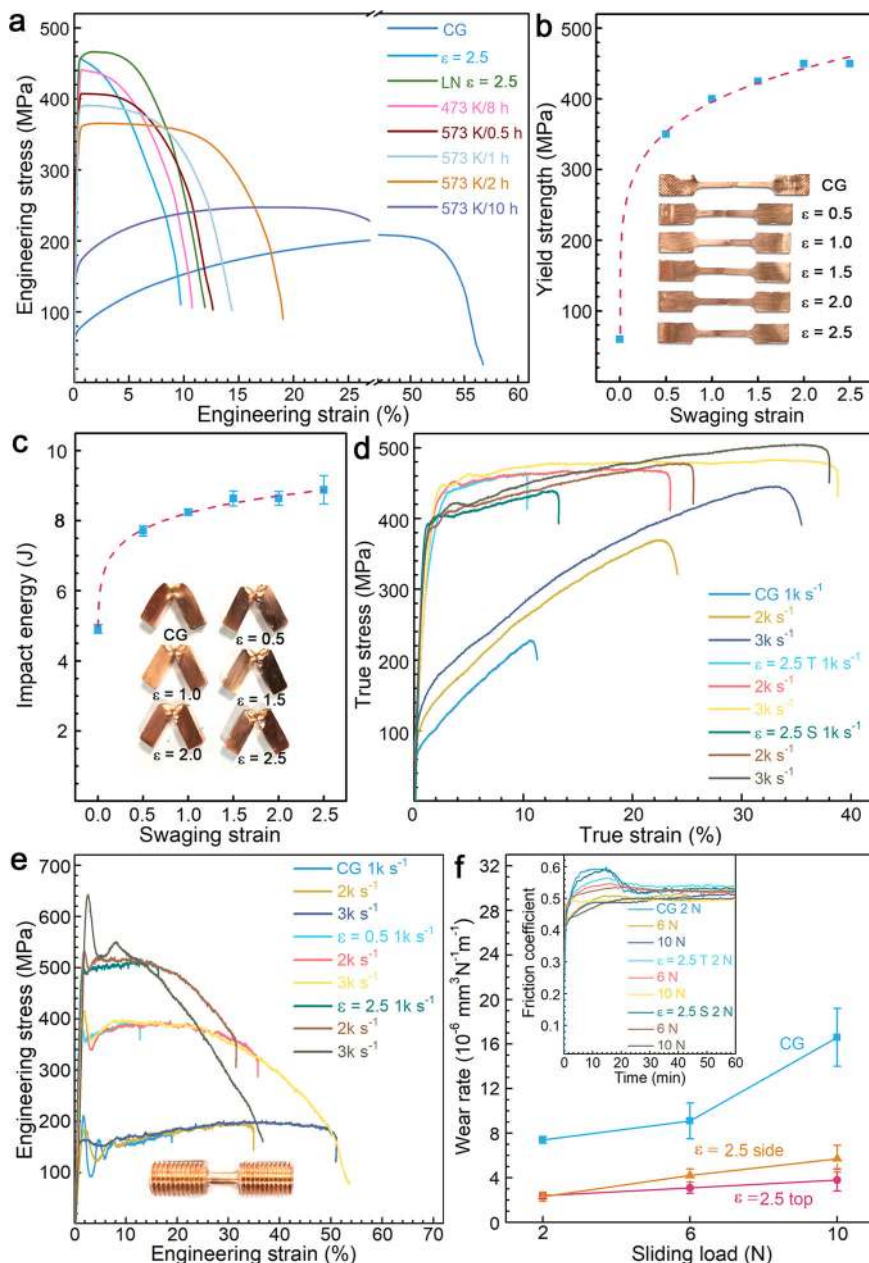 a
500
400
300
200
100
Engineering stress (MPa)
0 5 10 15 20 25 50 55 60
Engineering strain (%)
CG
ε = 2.5
LN ε = 2.5
473 K/8 h
573 K/0.5 h
573 K/1 h
573 K/2 h
573 K/10 h
b
500
400
300
200
100
Yield strength (MPa)
0.0 0.5 1.0 1.5 2.0 2.5
Swaging strain
CG
ε = 0.5
ε = 1.0
ε = 1.5
ε = 2.0
ε = 2.5
c
10
8
6
4
2
Impact energy (J)
0.0 0.5 1.0 1.5 2.0 2.5
Swaging strain
CG
ε = 0.5
ε = 1.0
ε = 1.5
ε = 2.0
ε = 2.5
d
500
400
300
200
100
True stress (MPa)
0 10 20 30 40
True strain (%)
CG 1k s⁻¹
2k s⁻¹
3k s⁻¹
ε = 2.5 T 1k s⁻¹
2k s⁻¹
3k s⁻¹
ε = 2.5 S 1k s⁻¹
2k s⁻¹
3k s⁻¹
e
700
600
500
400
300
200
100
Engineering stress (MPa)
0 10 20 30 40 50 60 70
Engineering strain (%)
CG 1k s⁻¹
2k s⁻¹
3k s⁻¹
ε = 0.5 1k s⁻¹
2k s⁻¹
3k s⁻¹
ε = 2.5 1k s⁻¹
2k s⁻¹
3k s⁻¹
f
32
28
24
20
16
12
8
4
0
Wear rate (10⁻⁶ mm³N⁻¹m⁻¹)
2 6 10
Sliding load (N)
CG
ε = 2.5 side
ε = 2.5 top
0.6
0.5
0.4
0.3
0.2
0.1
Friction coefficient
0 10 20 30 40 50 60
Time (min)
CG 2 N
6 N
10 N
ε = 2.5 T 2 N
6 N
10 N
ε = 2.5 S 2 N
6 N
10 N